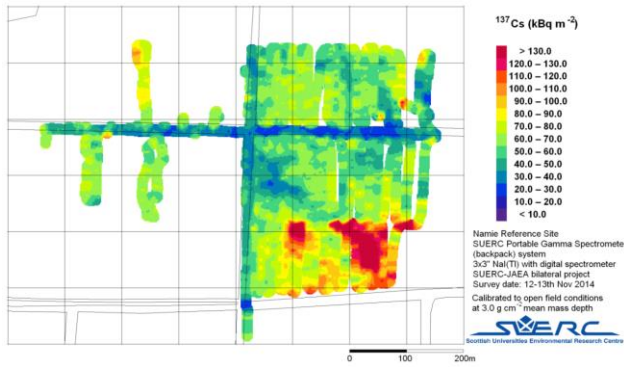 ¹³⁷Cs (kBq m⁻²)
> 130.0
120.0 – 130.0
110.0 – 120.0
100.0 – 110.0
90.0 – 100.0
80.0 – 90.0
70.0 – 80.0
60.0 – 70.0
50.0 – 60.0
40.0 – 50.0
30.0 – 40.0
20.0 – 30.0
10.0 – 20.0
< 10.0
Namie Reference Site
SUERC Portable Gamma Spectrome
(backpack) system
3x3" NaI(Tl) with digital spectrometer
SUERC-JAEA bilateral project
Survey date: 12-13th Nov 2014
Calibrated to open field conditions
at 3.0 g cm⁻² mean mass depth
SUERC
Scottish Universities Environmental Research Centre
0 100 200m